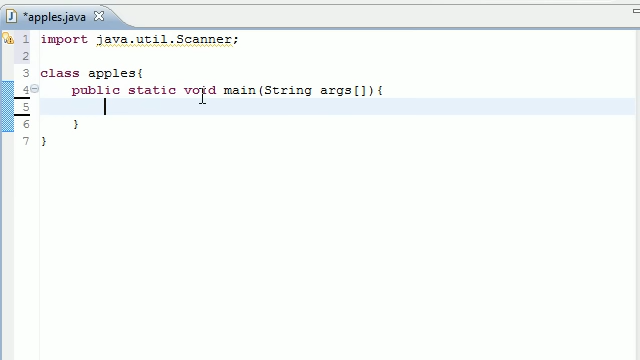 *apples.java
1 import java.util.Scanner;
2
3 class apples{
4 public static void main(String args[]){
5
6 }
7 }